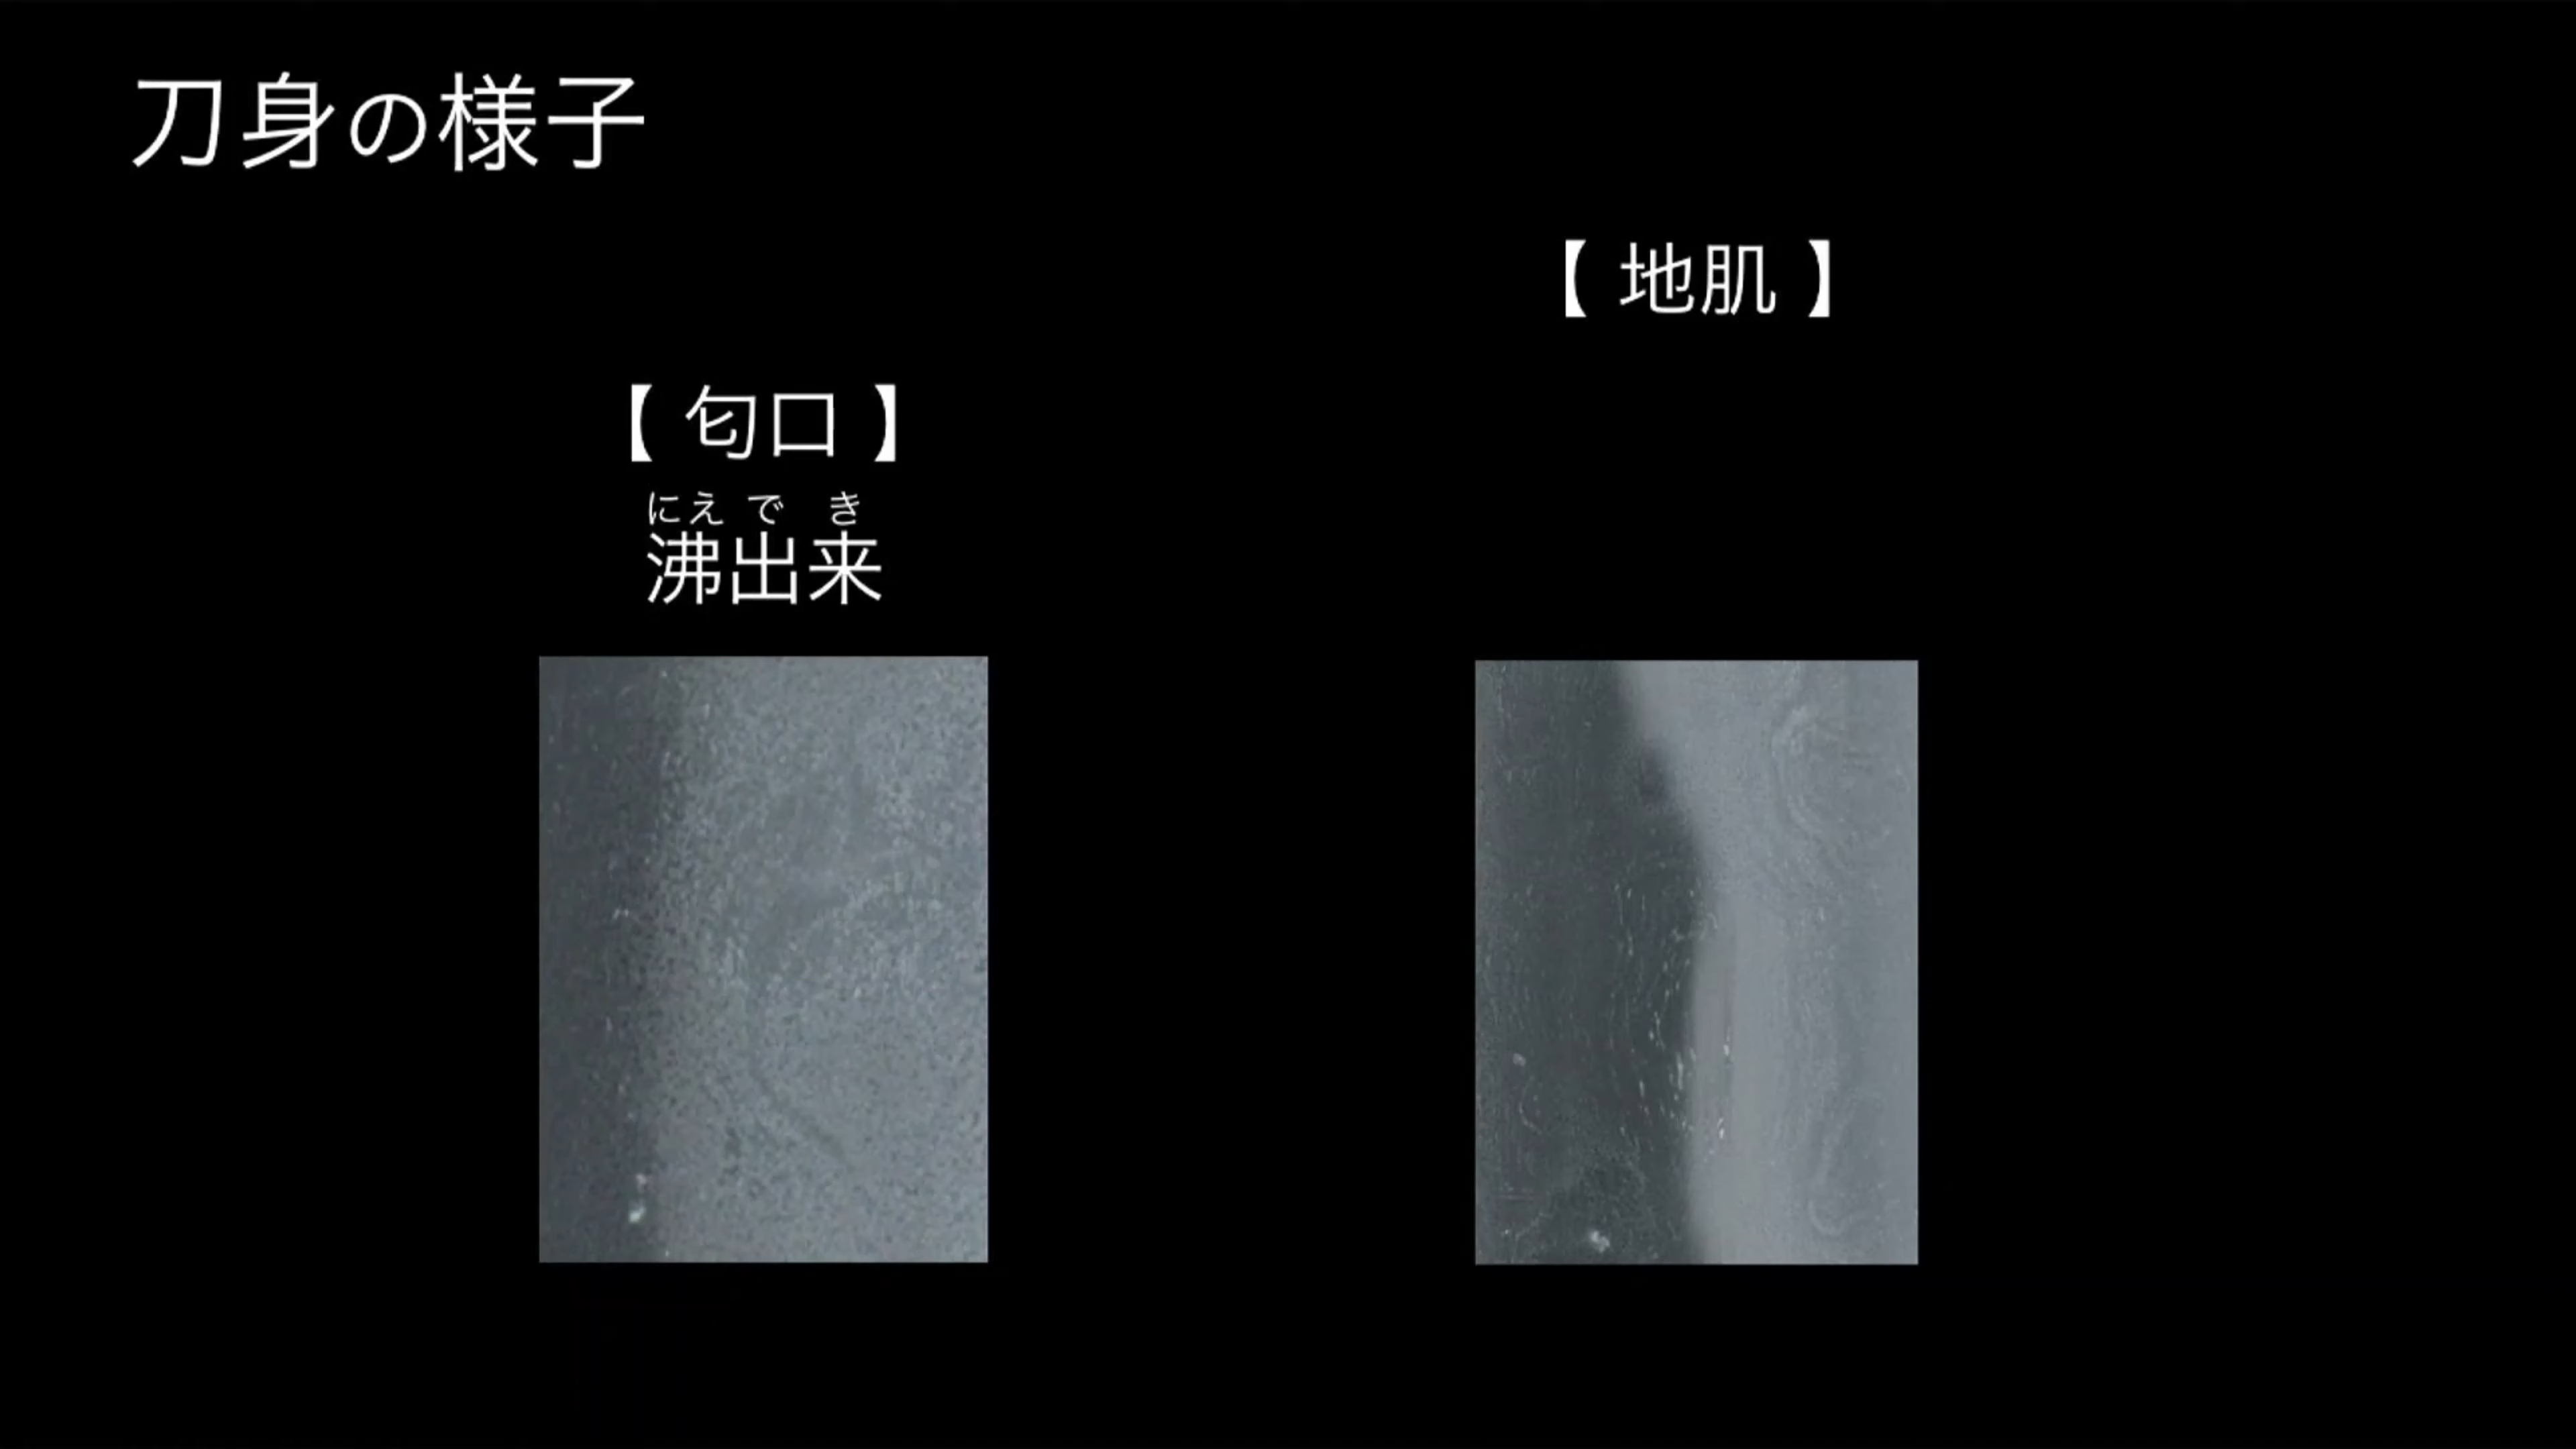 刀身の様子
【 匂口 】
にえでき
沸出来
【 地肌 】